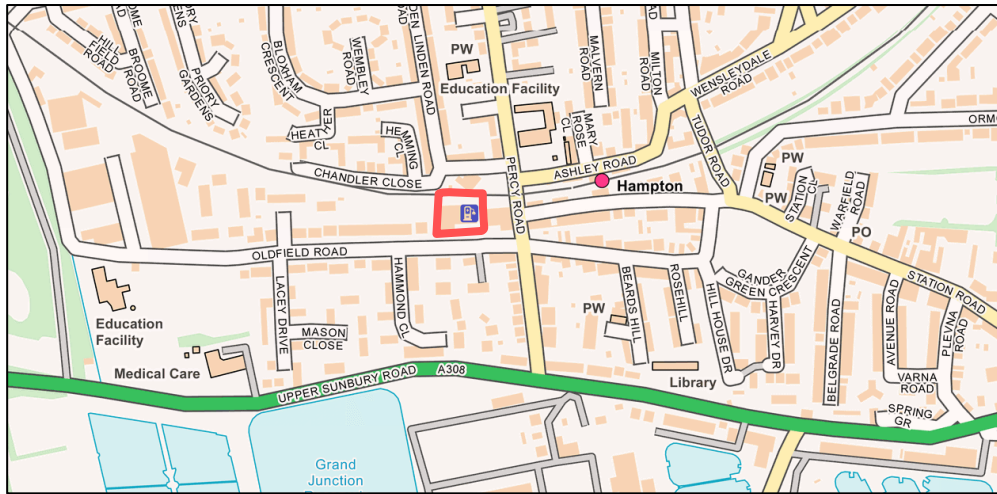 HILL
FIELD
ROAD
BROOME
ROAD
PRIORY
GARDENS
BLOXHAM
CRESCENT
WEMBLEY
ROAD
DEN
LINDEN ROAD
PW
Education Facility
MALVERN
ROAD
MILTON
ROAD
WENSLEYDALE
ROAD
HEATHER
CL
HEMMING
CL
MARY
ROSE
CL
TUDOR ROAD
ORMO
CHANDLER CLOSE
PERCY ROAD
ASHLEY ROAD
Hampton
PW
PW
STATION
CL
WARFIELD
ROAD
PO
OLDFIELD ROAD
LACEY DRIVE
HAMMOND CL
MASON
CLOSE
BEARDS HILL
ROSEHILL
HILL HOUSE DR
GANDER
GREEN CRESCENT
HARVEY DR
BELGRADE ROAD
AVENUE ROAD
STATION ROAD
PLEVNA
ROAD
VARNA
ROAD
SPRING
GR
Education
Facility
Medical Care
PW
Library
UPPER SUNBURY ROAD
A308
Grand
Junction